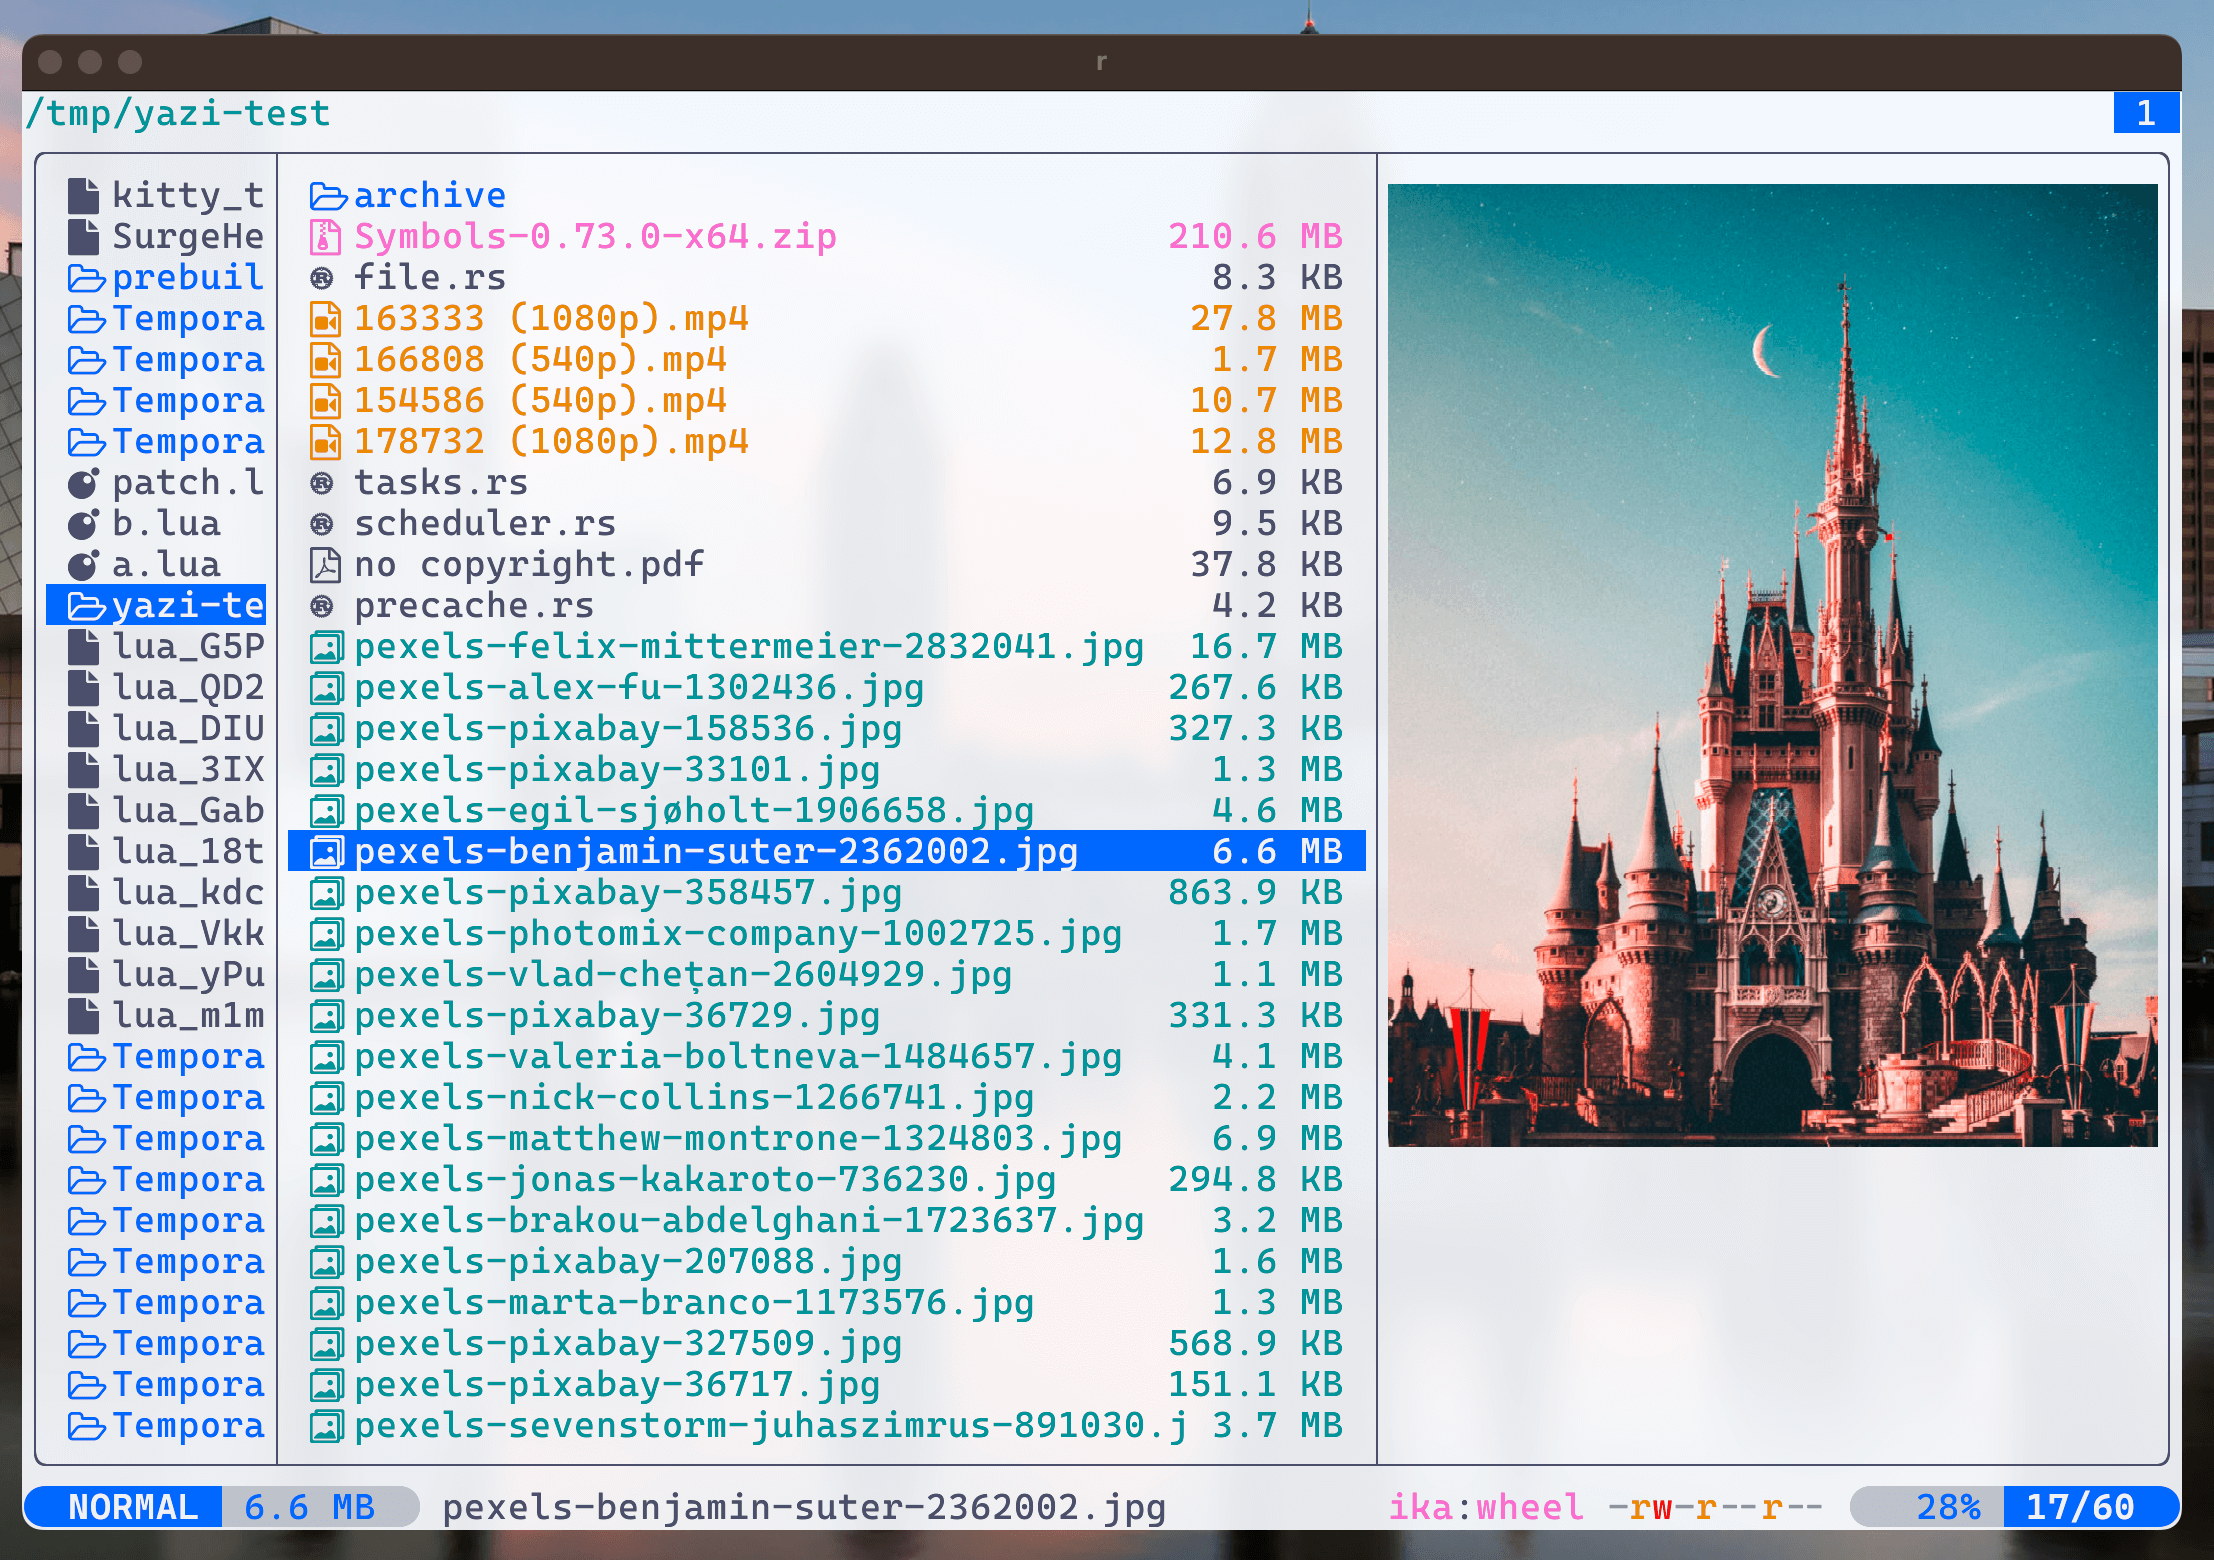 r
/tmp/yazi-test
1
kitty_t
SurgeHe
prebuil
Tempora
Tempora
Tempora
Tempora
patch.l
b.lua
a.lua
yazi-te
lua_G5P
lua_QD2
lua_DIU
lua_3IX
lua_Gab
lua_18t
lua_kdc
lua_Vkk
lua_yPu
lua_m1m
Tempora
Tempora
Tempora
Tempora
Tempora
Tempora
Tempora
Tempora
Tempora
Tempora
archive
Symbols-0.73.0-x64.zip 210.6 MB
file.rs 8.3 KB
163333 (1080p).mp4 27.8 MB
166808 (540p).mp4 1.7 MB
154586 (540p).mp4 10.7 MB
178732 (1080p).mp4 12.8 MB
tasks.rs 6.9 KB
scheduler.rs 9.5 KB
no copyright.pdf 37.8 KB
precache.rs 4.2 KB
pexels-felix-mittermeier-2832041.jpg 16.7 MB
pexels-alex-fu-1302436.jpg 267.6 KB
pexels-pixabay-158536.jpg 327.3 KB
pexels-pixabay-33101.jpg 1.3 MB
pexels-egil-sjøholt-1906658.jpg 4.6 MB
pexels-benjamin-suter-2362002.jpg 6.6 MB
pexels-pixabay-358457.jpg 863.9 KB
pexels-photomix-company-1002725.jpg 1.7 MB
pexels-vlad-chețan-2604929.jpg 1.1 MB
pexels-pixabay-36729.jpg 331.3 KB
pexels-valeria-boltneva-1484657.jpg 4.1 MB
pexels-nick-collins-1266741.jpg 2.2 MB
pexels-matthew-montrone-1324803.jpg 6.9 MB
pexels-jonas-kakaroto-736230.jpg 294.8 KB
pexels-brakou-abdelghani-1723637.jpg 3.2 MB
pexels-pixabay-207088.jpg 1.6 MB
pexels-marta-branco-1173576.jpg 1.3 MB
pexels-pixabay-327509.jpg 568.9 KB
pexels-pixabay-36717.jpg 151.1 KB
pexels-sevenstorm-juhaszimrus-891030.j 3.7 MB
NORMAL 6.6 MB pexels-benjamin-suter-2362002.jpg ika:wheel -rw-r--r-- 28% 17/60